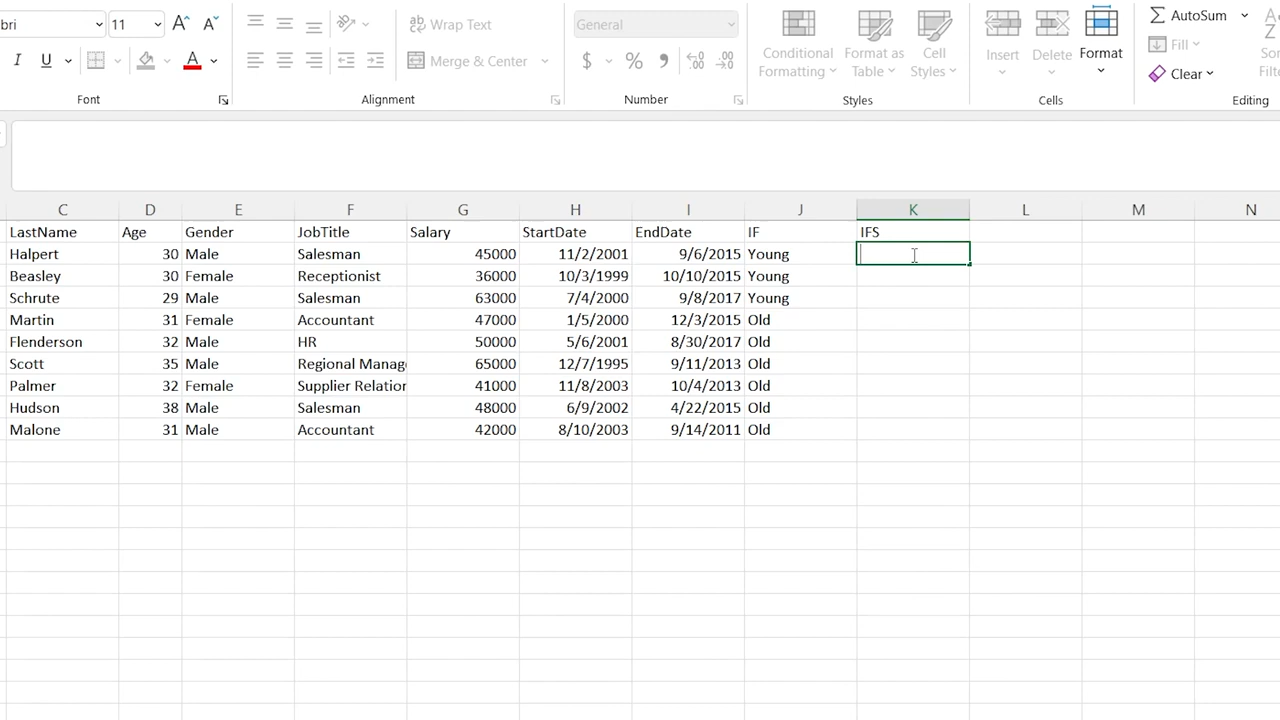 bri 11 Wrap Text General AutoSum
Merge & Center $ % Conditional Formatting Format as Table Cell Styles Insert Delete Format Fill
Clear
Font Alignment Number Styles Cells Editing
C D E F G H I J K L M N
LastName Age Gender JobTitle Salary StartDate EndDate IF IFS
Halpert 30 Male Salesman 45000 11/2/2001 9/6/2015 Young
Beasley 30 Female Receptionist 36000 10/3/1999 10/10/2015 Young
Schrute 29 Male Salesman 63000 7/4/2000 9/8/2017 Young
Martin 31 Female Accountant 47000 1/5/2000 12/3/2015 Old
Flenderson 32 Male HR 50000 5/6/2001 8/30/2017 Old
Scott 35 Male Regional Manag 65000 12/7/1995 9/11/2013 Old
Palmer 32 Female Supplier Relation 41000 11/8/2003 10/4/2013 Old
Hudson 38 Male Salesman 48000 6/9/2002 4/22/2015 Old
Malone 31 Male Accountant 42000 8/10/2003 9/14/2011 Old